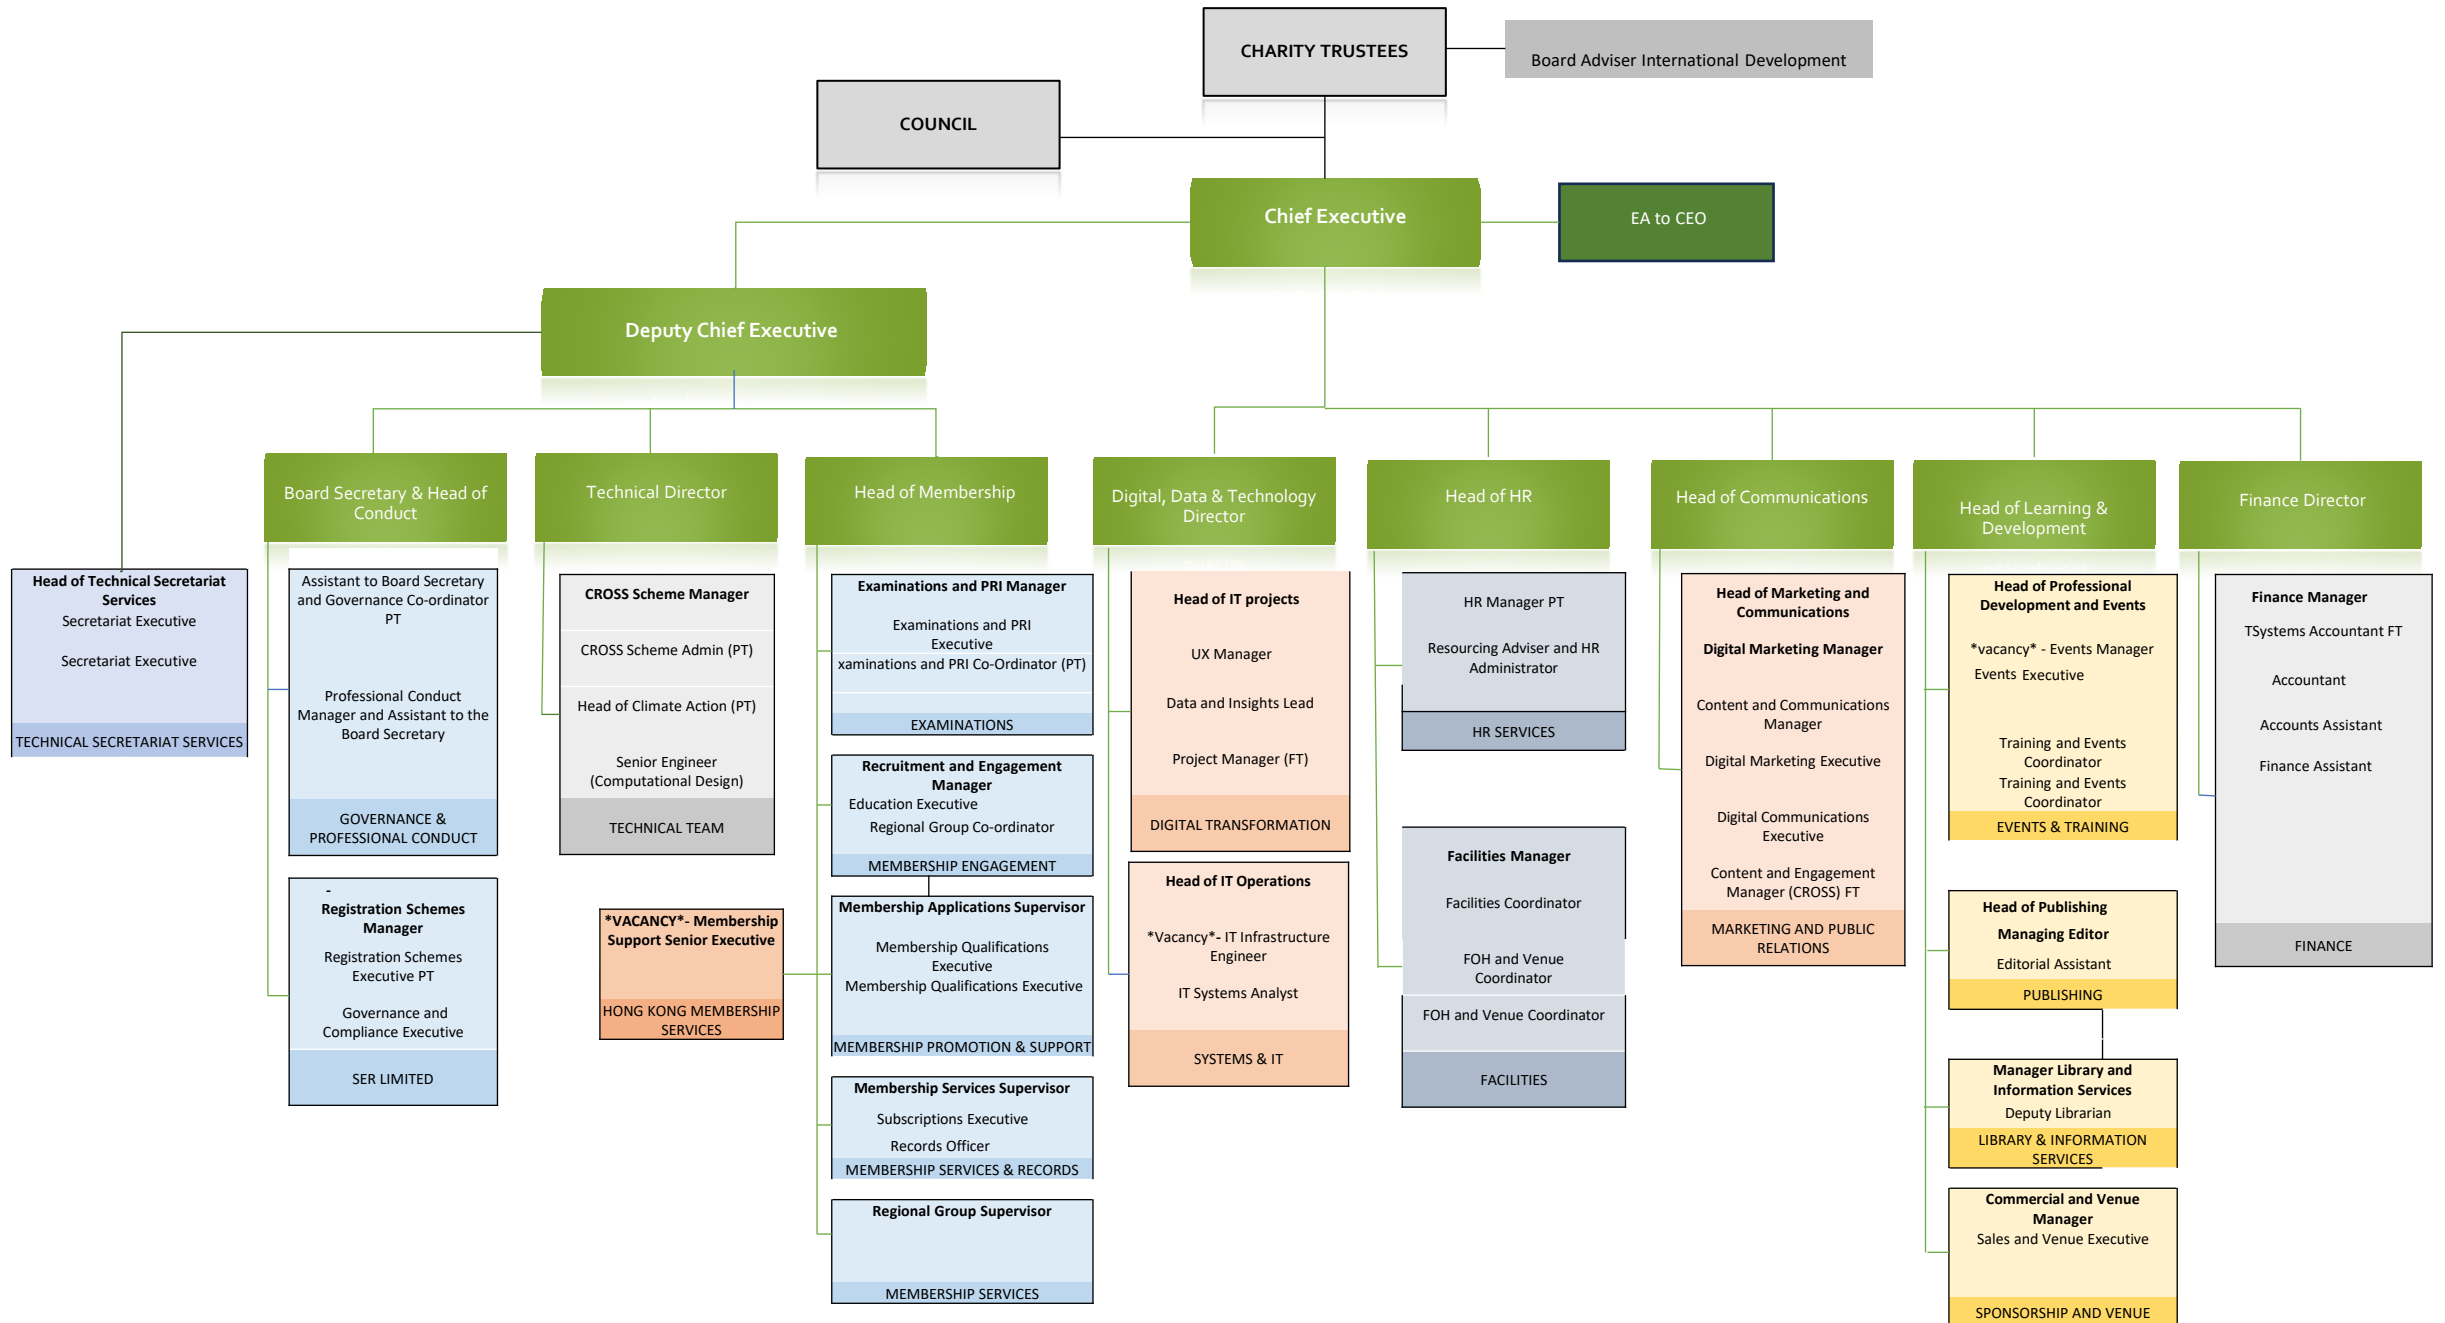 CHARITY TRUSTEES
Board Adviser International Development
COUNCIL
Chief Executive
EA to CEO
Deputy Chief Executive
Board Secretary & Head of
Conduct
Technical Director
Head of Membership
Digital, Data & Technology
Director
Head of HR
Head of Communications
Head of Learning &
Development
Finance Director
Head of Technical Secretariat
Services
Secretariat Executive
Secretariat Executive
TECHNICAL SECRETARIAT SERVICES
Assistant to Board Secretary
and Governance Co-ordinator
PT
Professional Conduct
Manager and Assistant to the
Board Secretary
GOVERNANCE &
PROFESSIONAL CONDUCT
-
Registration Schemes
Manager
Registration Schemes
Executive PT
Governance and
Compliance Executive
SER LIMITED
CROSS Scheme Manager
CROSS Scheme Admin (PT)
Head of Climate Action (PT)
Senior Engineer
(Computational Design)
TECHNICAL TEAM
*VACANCY*- Membership
Support Senior Executive
HONG KONG MEMBERSHIP
SERVICES
Examinations and PRI Manager
Examinations and PRI
Executive
xaminations and PRI Co-Ordinator (PT)
EXAMINATIONS
Recruitment and Engagement
Manager
Education Executive
Regional Group Co-ordinator
MEMBERSHIP ENGAGEMENT
Membership Applications Supervisor
Membership Qualifications
Executive
Membership Qualifications Executive
MEMBERSHIP PROMOTION & SUPPORT
Membership Services Supervisor
Subscriptions Executive
Records Officer
MEMBERSHIP SERVICES & RECORDS
Regional Group Supervisor
MEMBERSHIP SERVICES
Head of IT projects
UX Manager
Data and Insights Lead
Project Manager (FT)
DIGITAL TRANSFORMATION
Head of IT Operations
*Vacancy*- IT Infrastructure
Engineer
IT Systems Analyst
SYSTEMS & IT
HR Manager PT
Resourcing Adviser and HR
Administrator
HR SERVICES
Facilities Manager
Facilities Coordinator
FOH and Venue
Coordinator
FOH and Venue Coordinator
FACILITIES
Head of Marketing and
Communications
Digital Marketing Manager
Content and Communications
Manager
Digital Marketing Executive
Digital Communications
Executive
Content and Engagement
Manager (CROSS) FT
MARKETING AND PUBLIC
RELATIONS
Head of Professional
Development and Events
*vacancy* - Events Manager
Events Executive
Training and Events
Coordinator
Training and Events
Coordinator
EVENTS & TRAINING
Head of Publishing
Managing Editor
Editorial Assistant
PUBLISHING
Manager Library and
Information Services
Deputy Librarian
LIBRARY & INFORMATION
SERVICES
Commercial and Venue
Manager
Sales and Venue Executive
SPONSORSHIP AND VENUE
Finance Manager
TSystems Accountant FT
Accountant
Accounts Assistant
Finance Assistant
FINANCE